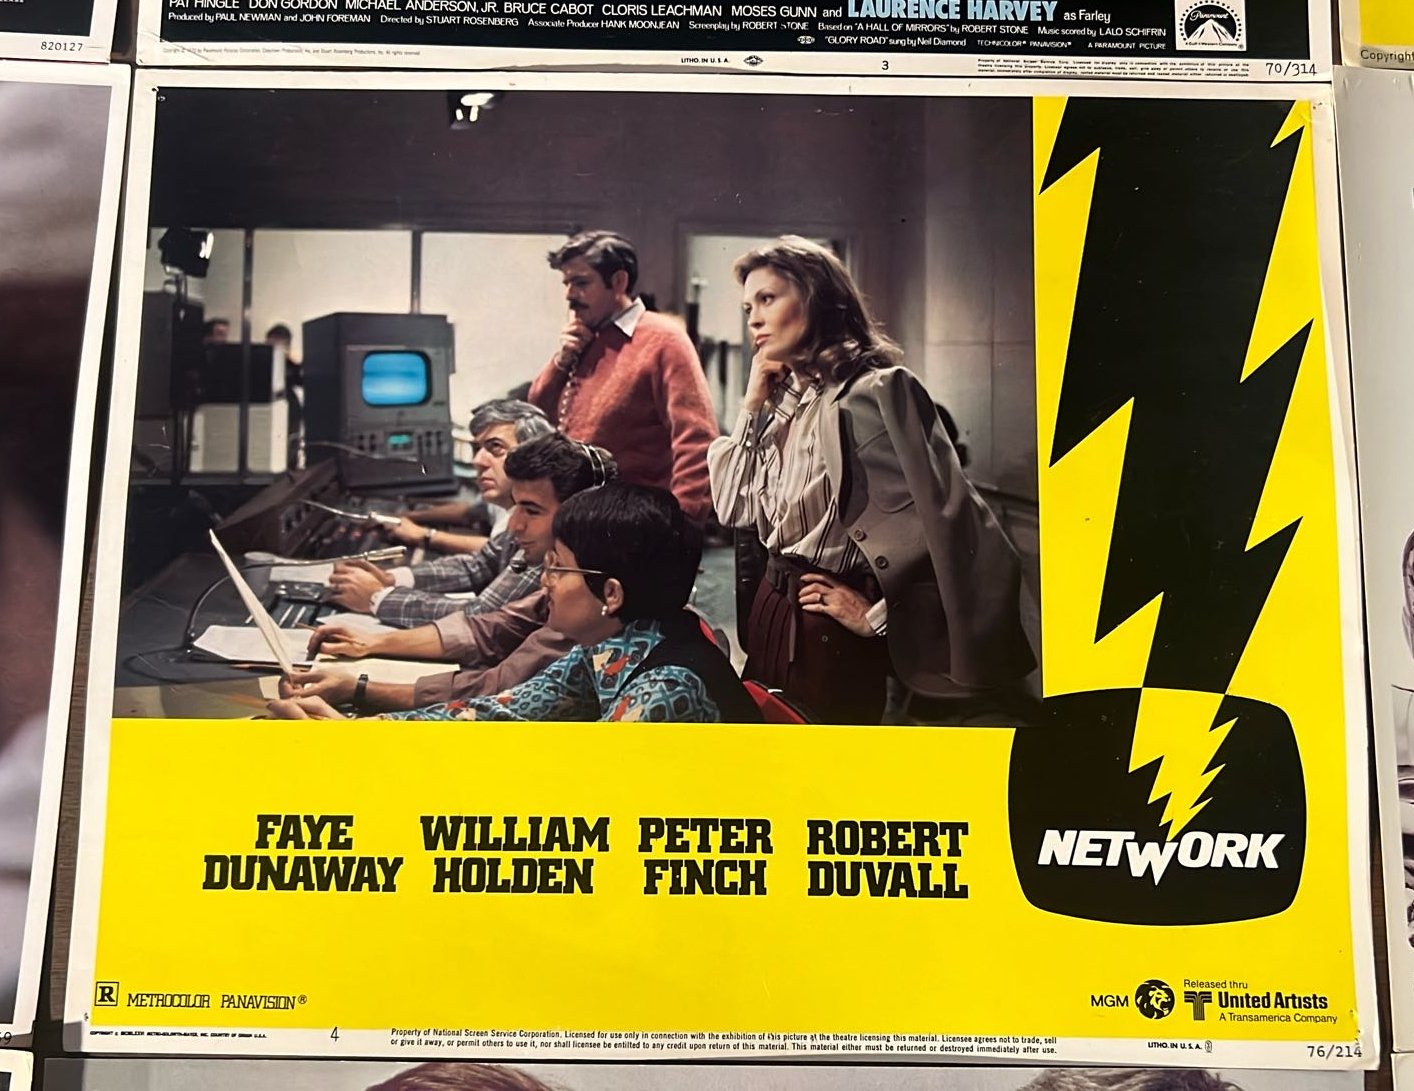 PAT HINGLE DON GORDON MICHAEL ANDERSON, JR. BRUCE CABOT CLORIS LEACHMAN MOSES GUNN and LAURENCE HARVEY as Farley
Produced by PAUL NEWMAN and JOHN FOREMAN Directed by STUART ROSENBERG Associate Producer HANK MOONJEAN Screenplay by ROBERT STONE Based on "A HALL OF MIRRORS" by ROBERT STONE Music scored by LALO SCHIFRIN
"GLORY ROAD" sung by Neil Diamond TECHNICOLOR® PANAVISION® A PARAMOUNT PICTURE
Paramount
A Gulf+Western Company
820127
LITHO. IN U.S.A.
3
70/314
Copyright
FAYE DUNAWAY
WILLIAM HOLDEN
PETER FINCH
ROBERT DUVALL
NETWORK
R METROCOLOR PANAVISION®
MGM
Released thru
United Artists
A Transamerica Company
4
Property of National Screen Service Corporation. Licensed for use only in connection with the exhibition of this picture at the theatre licensing this material. Licensee agrees not to trade, sell
or give it away, or permit others to use it, nor shall licensee be entitled to any credit upon return of this material. This material either must be returned or destroyed immediately after use.
LITHO. IN U.S.A.
76/214